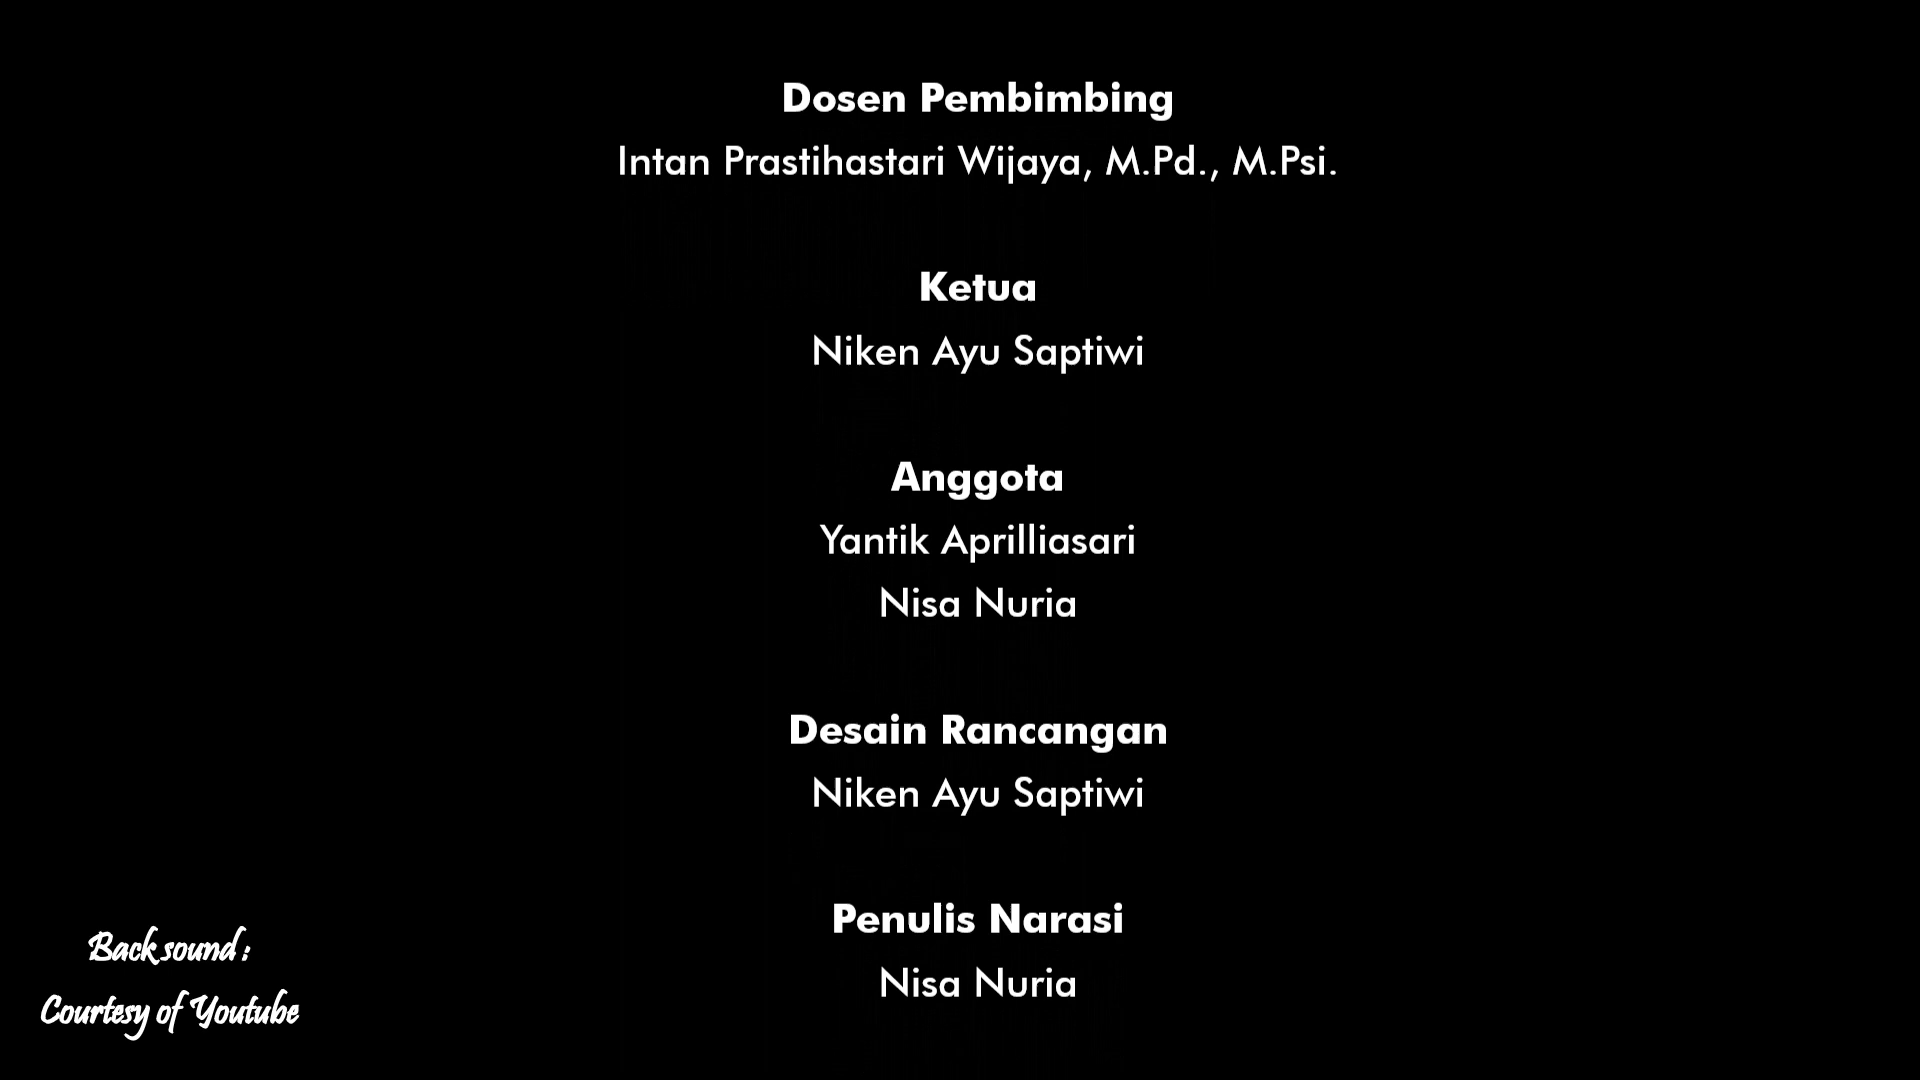 Dosen Pembimbing
Intan Prastihastari Wijaya, M.Pd., M.Psi.
Ketua
Niken Ayu Saptiwi
Anggota
Yantik Aprilliasari
Nisa Nuria
Desain Rancangan
Niken Ayu Saptiwi
Penulis Narasi
Nisa Nuria
Back sound :
Courtesy of Youtube